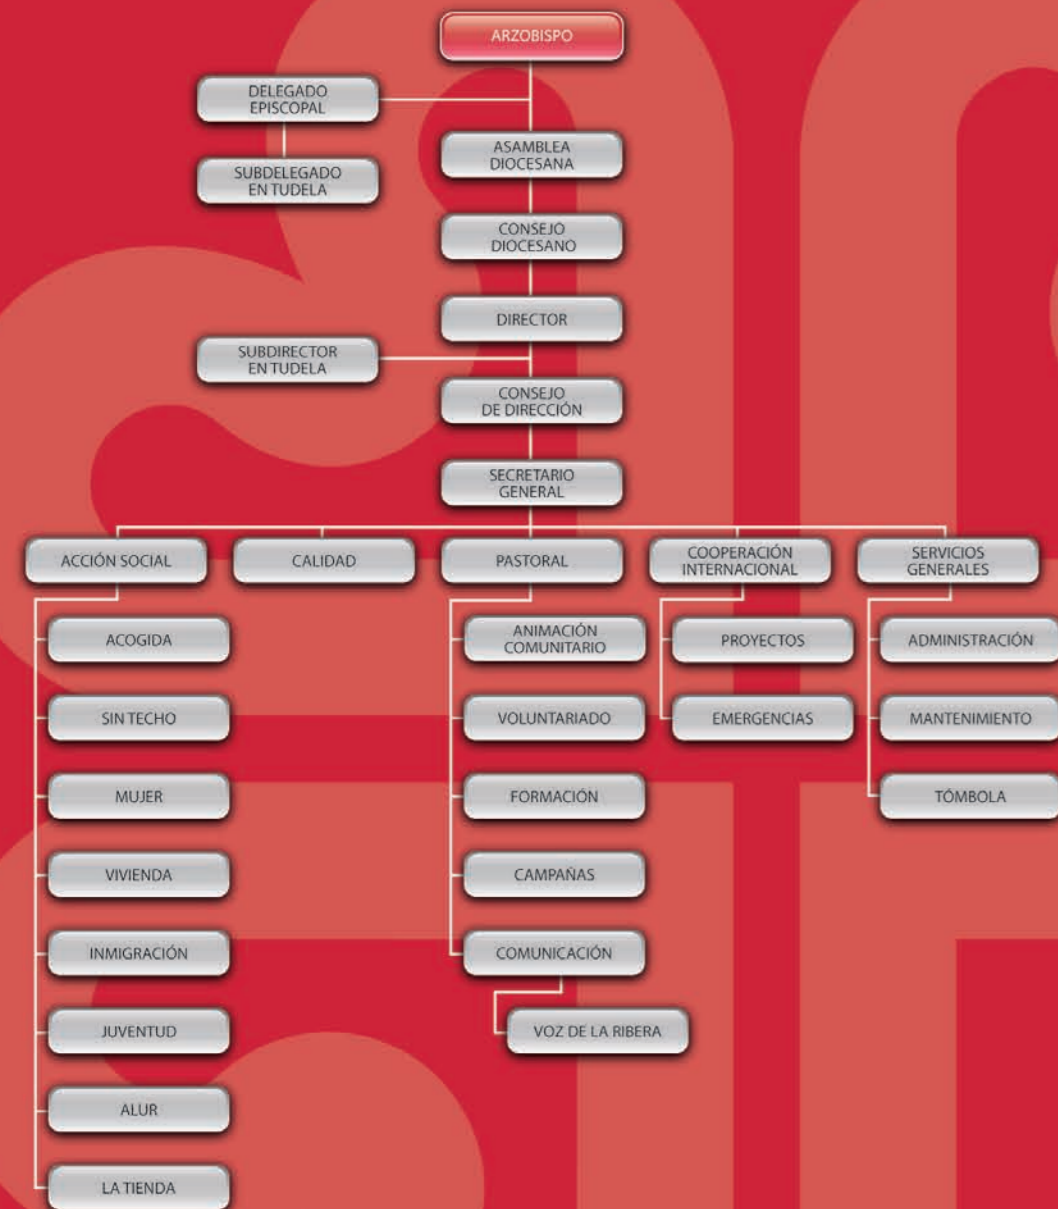 ARZOBISPO
DELEGADO
EPISCOPAL
ASAMBLEA
DIOCESANA
SUBDELEGADO
EN TUDELA
CONSEJO
DIOCESANO
DIRECTOR
SUBDIRECTOR
EN TUDELA
CONSEJO
DE DIRECCIÓN
SECRETARIO
GENERAL
ACCIÓN SOCIAL
CALIDAD
PASTORAL
COOPERACIÓN
INTERNACIONAL
SERVICIOS
GENERALES
ACOGIDA
SIN TECHO
MUJER
VIVIENDA
INMIGRACIÓN
JUVENTUD
ALUR
LA TIENDA
ANIMACIÓN
COMUNITARIO
VOLUNTARIADO
FORMACIÓN
CAMPAÑAS
COMUNICACIÓN
VOZ DE LA RIBERA
PROYECTOS
EMERGENCIAS
ADMINISTRACIÓN
MANTENIMIENTO
TÓMBOLA